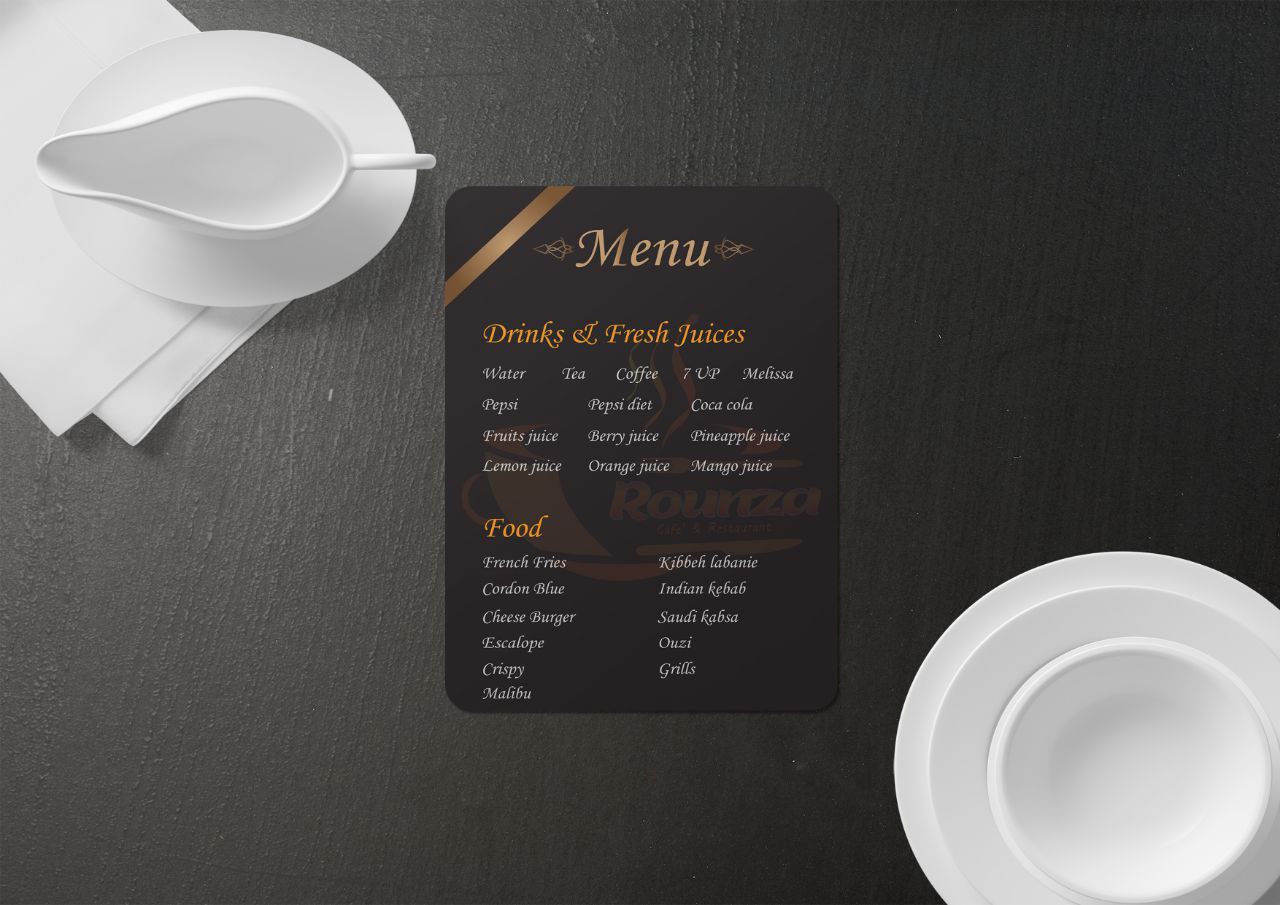 Menu
Drinks & Fresh Juices
Water Tea Coffee 7 UP Melissa
Pepsi Pepsi diet Coca cola
Fruits juice Berry juice Pineapple juice
Lemon juice Orange juice Mango juice
Rounza
Cafe' & Restaurant
Food
French Fries Kibbeh labanie
Cordon Blue Indian kebab
Cheese Burger Saudi kabsa
Escalope Ouzi
Crispy Grills
Malibu